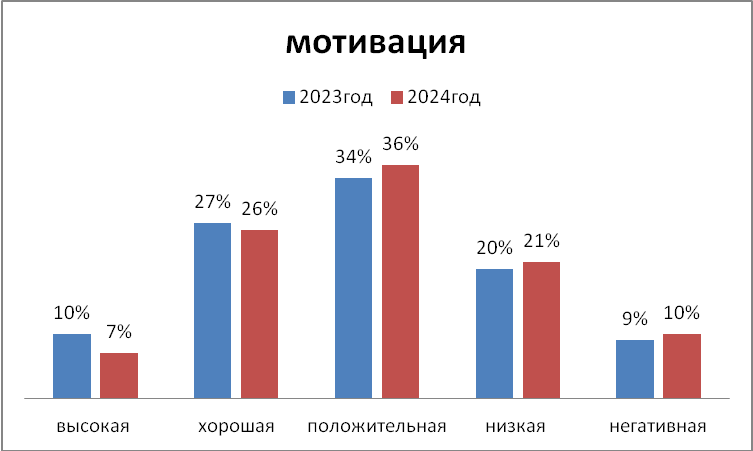 мотивация
2023год 2024год
10% 7% 27% 26% 34% 36% 20% 21% 9% 10%
высокая хорошая положительная низкая негативная